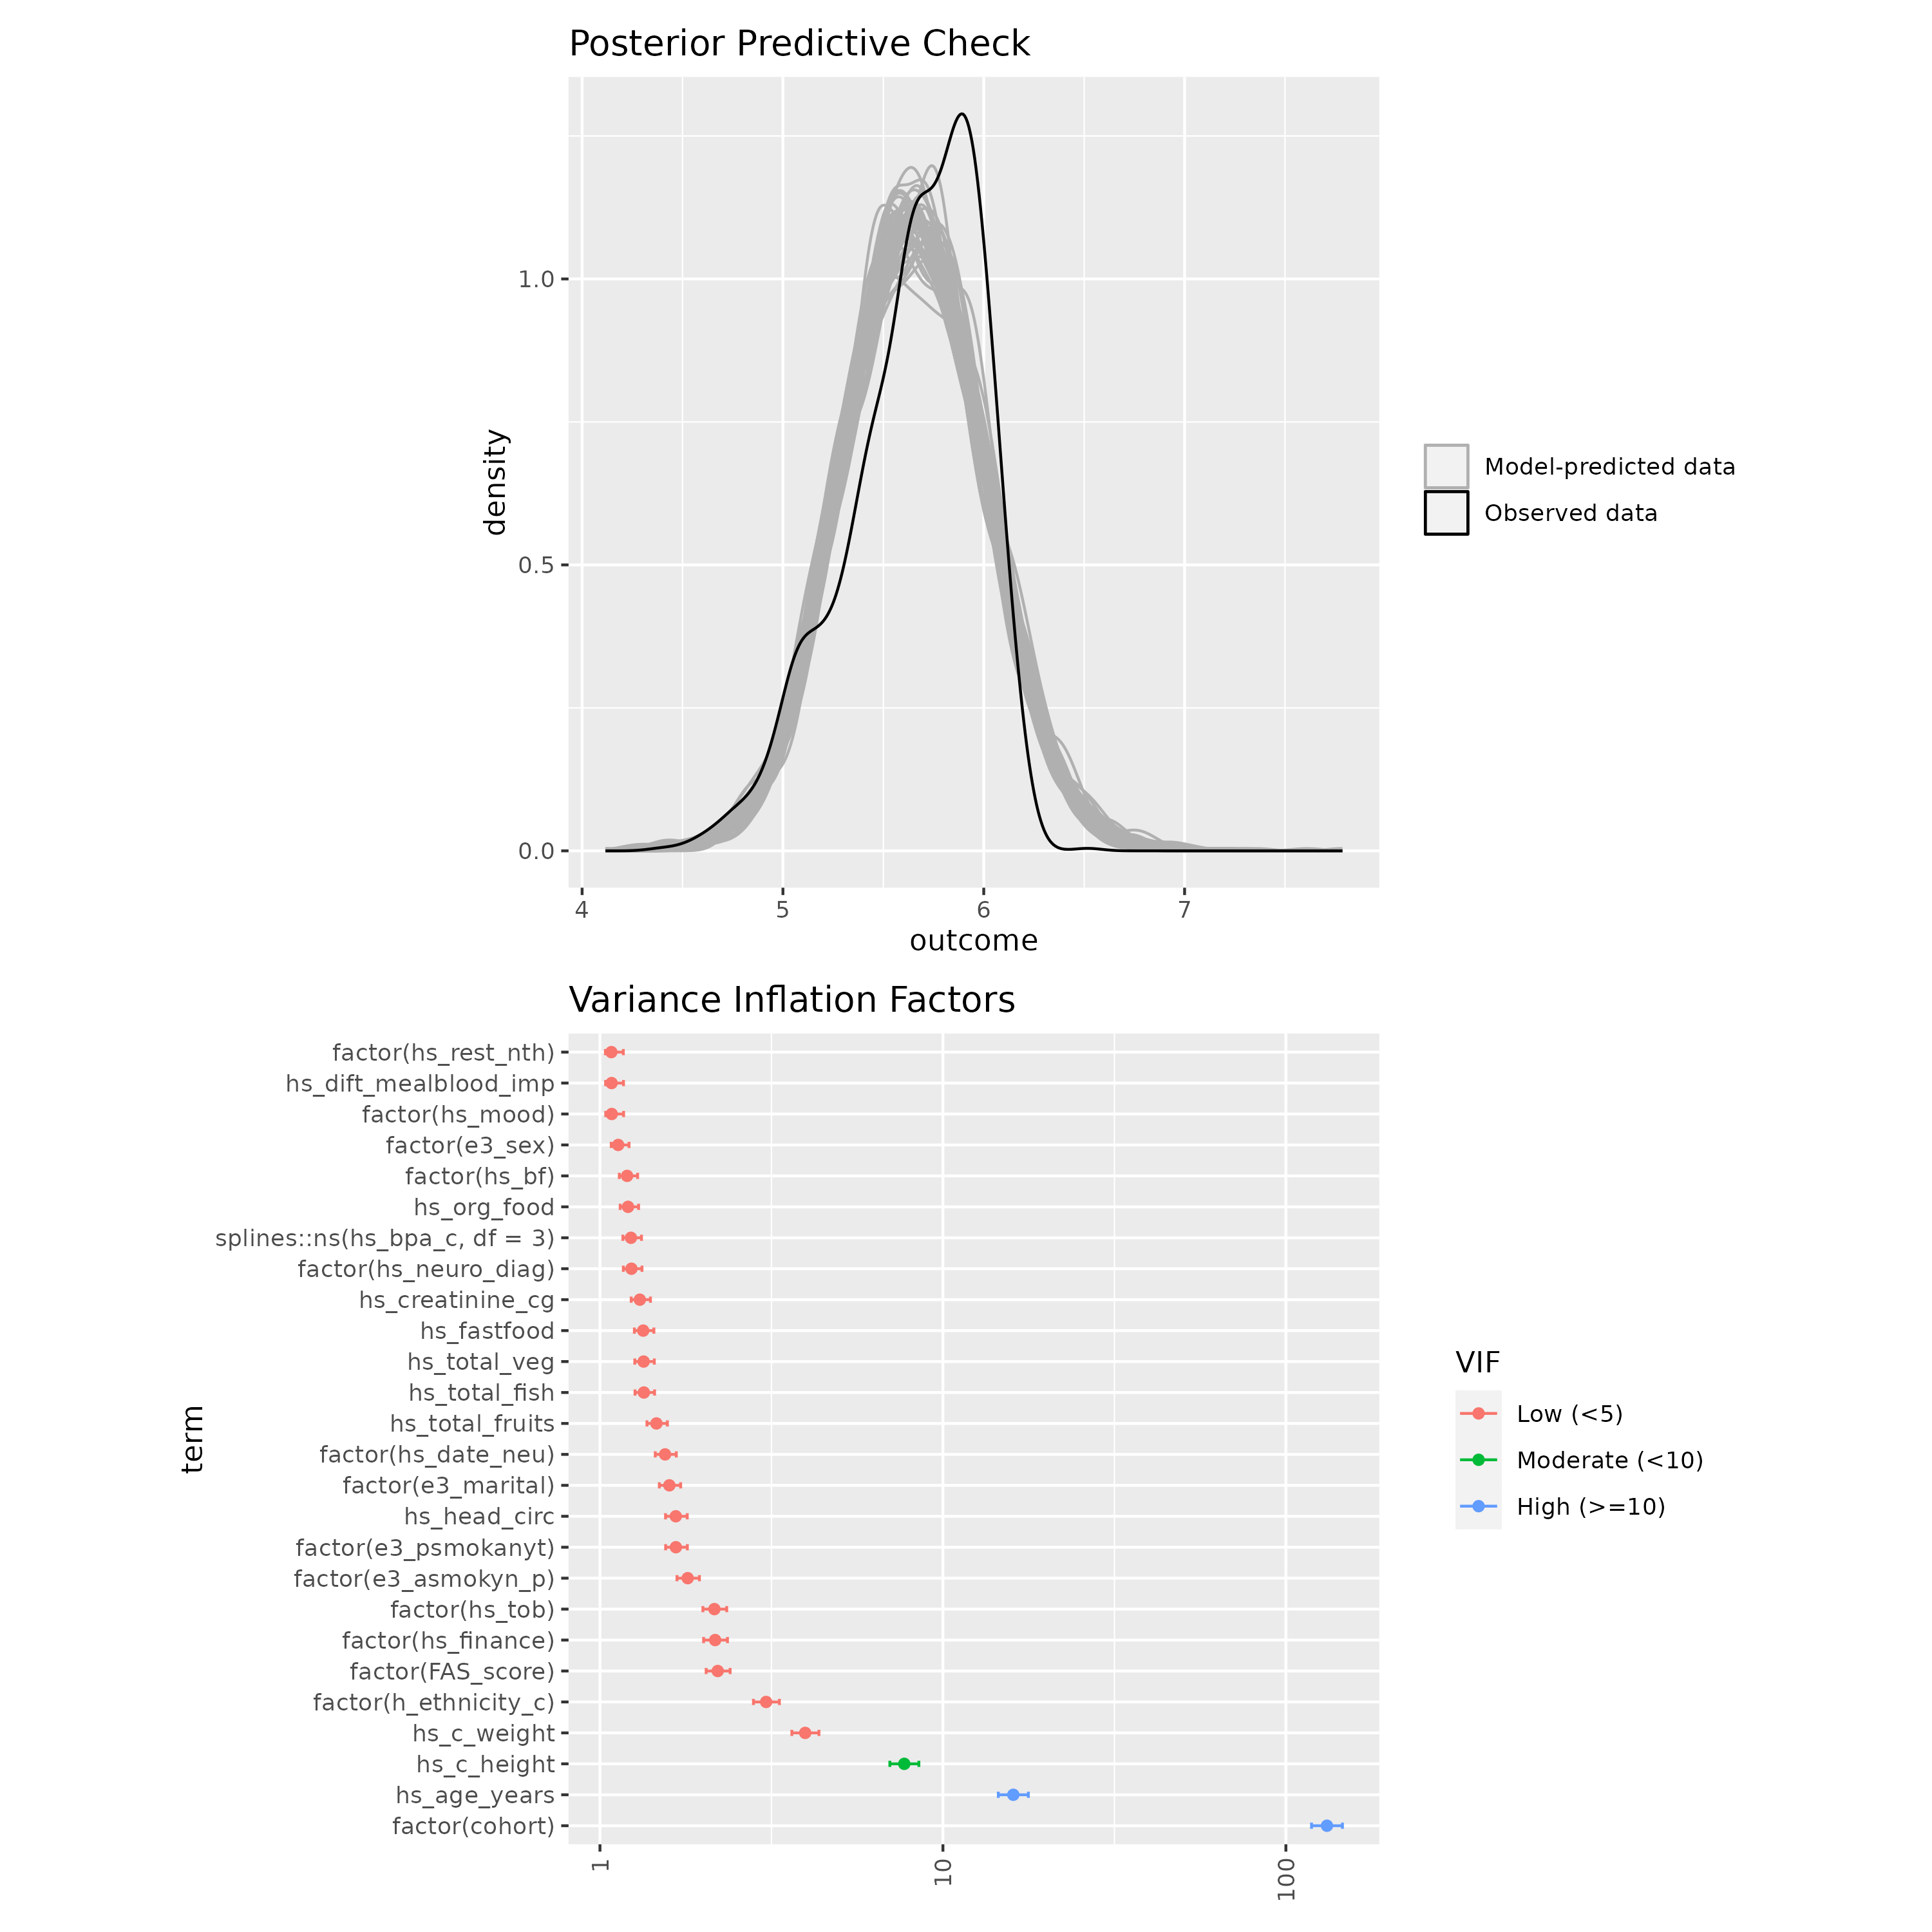 Posterior Predictive Check
density
1.0
0.5
0.0
4 5 6 7
outcome
Model-predicted data
Observed data
Variance Inflation Factors
term
factor(hs_rest_nth)
hs_dift_mealblood_imp
factor(hs_mood)
factor(e3_sex)
factor(hs_bf)
hs_org_food
splines::ns(hs_bpa_c, df = 3)
factor(hs_neuro_diag)
hs_creatinine_cg
hs_fastfood
hs_total_veg
hs_total_fish
hs_total_fruits
factor(hs_date_neu)
factor(e3_marital)
hs_head_circ
factor(e3_psmokanyt)
factor(e3_asmokyn_p)
factor(hs_tob)
factor(hs_finance)
factor(FAS_score)
factor(h_ethnicity_c)
hs_c_weight
hs_c_height
hs_age_years
factor(cohort)
1 10 100
VIF
Low (<5)
Moderate (<10)
High (>=10)